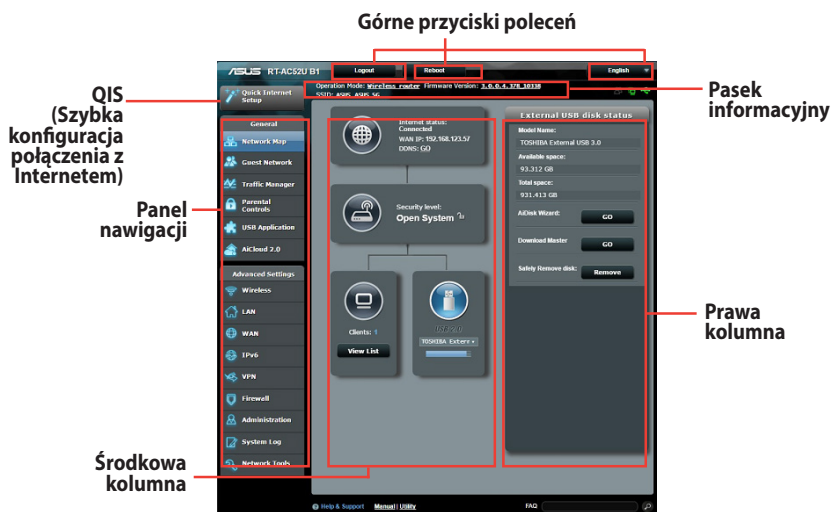 Górne przyciski poleceń
QIS
(Szybka
konfiguracja
połączenia z
Internetem)
Panel
nawigacji
Pasek
informacyjny
Prawa
kolumna
Środkowa
kolumna
ASUS RT-AC52U B1
Logout
Reboot
English
Quick Internet
Setup
Operation Mode: Wireless router Firmware Version: 3.0.0.4.378_10338
SSID: ASUS ASUS_5G
General
Network Map
Guest Network
Traffic Manager
Parental
Controls
USB Application
AiCloud 2.0
Advanced Settings
Wireless
LAN
WAN
IPv6
VPN
Firewall
Administration
System Log
Network Tools
Internet status:
Connected
WAN IP: 192.168.123.57
DDNS: GO
Security level:
Open System
Clients: 1
View List
USB 2.0
TOSHIBA Extern
External USB disk status
Model Name:
TOSHIBA External USB 3.0
Available space:
93.312 GB
Total space:
931.413 GB
AiDisk Wizard:
GO
Download Master
GO
Safely Remove disk:
Remove
Help & Support Manual | Utility FAQ